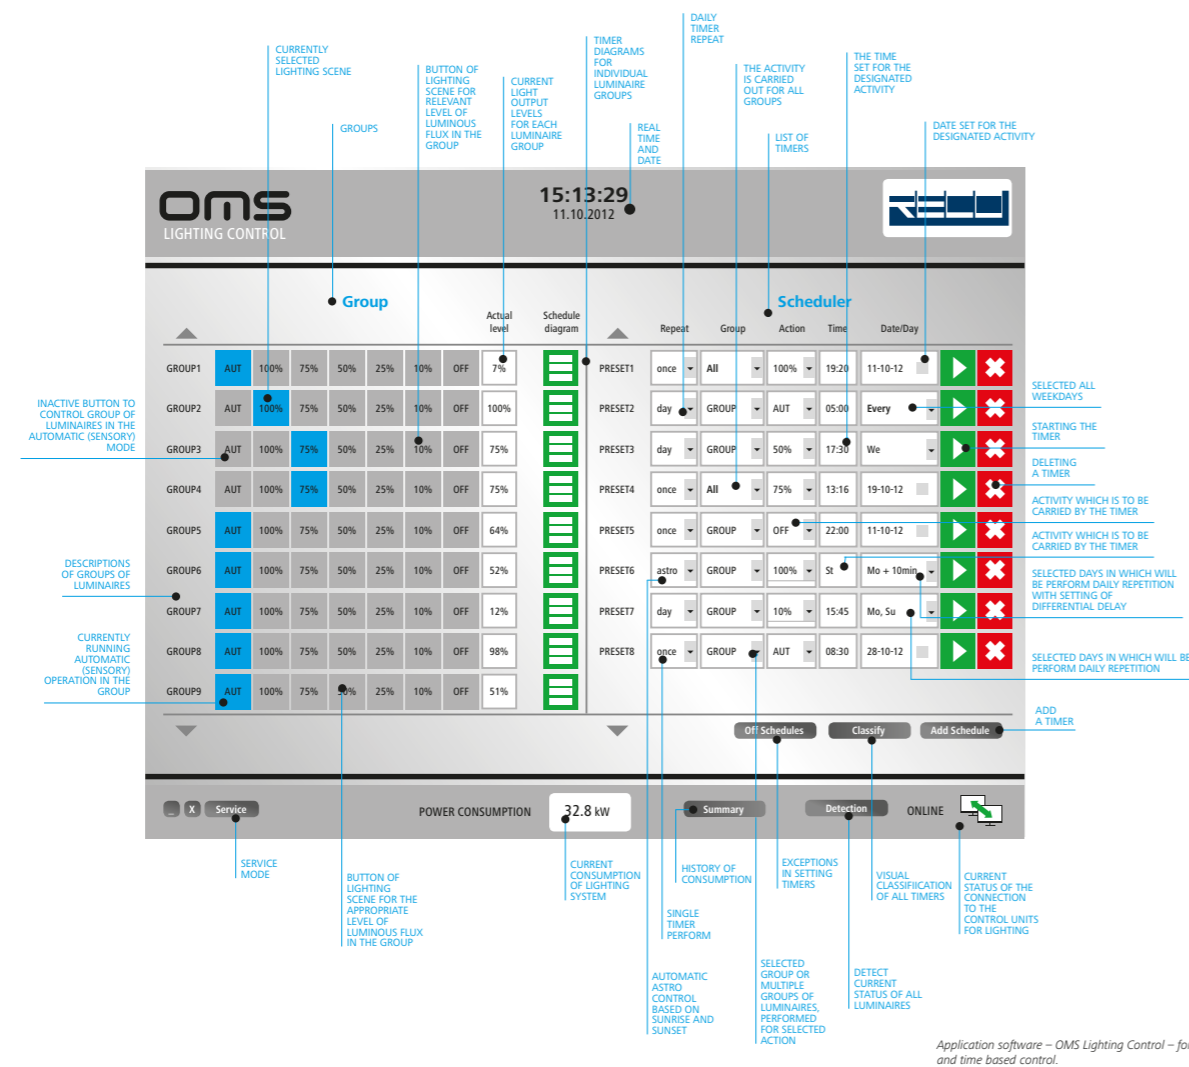 DAILY
TIMER
REPEAT
CURRENTLY
SELECTED
LIGHTING SCENE
TIMER
DIAGRAMS
FOR
INDIVIDUAL
LUMINAIRE
GROUPS
THE TIME
SET FOR THE
DESIGNATED
ACTIVITY
BUTTON OF
LIGHTING
SCENE FOR
RELEVANT
LEVEL OF
LUMINOUS
FLUX IN THE
GROUP
THE ACTIVITY
IS CARRIED
OUT FOR ALL
GROUPS
CURRENT
LIGHT
OUTPUT
LEVELS
FOR EACH
LUMINAIRE
GROUP
GROUPS
REAL
TIME
AND
DATE
LIST OF
TIMERS
DATE SET FOR THE
DESIGNATED ACTIVITY
OMS
LIGHTING CONTROL
15:13:29
11.10.2012
Group
Scheduler
Actual
level
Schedule
diagram
Repeat Group Action Time Date/Day
GROUP1 AUT 100% 75% 50% 25% 10% OFF 7% PRESET1 once All 100% 19:20 11-10-12
GROUP2 AUT 100% 75% 50% 25% 10% OFF 100% PRESET2 day GROUP AUT 05:00 Every
GROUP3 AUT 100% 75% 50% 25% 10% OFF 75% PRESET3 day GROUP 50% 17:30 We
GROUP4 AUT 100% 75% 50% 25% 10% OFF 75% PRESET4 once All 75% 13:16 19-10-12
GROUP5 AUT 100% 75% 50% 25% 10% OFF 64% PRESET5 once GROUP OFF 22:00 11-10-12
GROUP6 AUT 100% 75% 50% 25% 10% OFF 52% PRESET6 astro GROUP 100% St Mo + 10min
GROUP7 AUT 100% 75% 50% 25% 10% OFF 12% PRESET7 day GROUP 10% 15:45 Mo, Su
GROUP8 AUT 100% 75% 50% 25% 10% OFF 98% PRESET8 once GROUP AUT 08:30 28-10-12
GROUP9 AUT 100% 75% 50% 25% 10% OFF 51%
INACTIVE BUTTON TO
CONTROL GROUP OF
LUMINAIRES IN THE
AUTOMATIC (SENSORY)
MODE
DESCRIPTIONS
OF GROUPS OF
LUMINAIRES
CURRENTLY
RUNNING
AUTOMATIC
(SENSORY)
OPERATION IN THE
GROUP
SELECTED ALL
WEEKDAYS
STARTING THE
TIMER
DELETING
A TIMER
ACTIVITY WHICH IS TO BE
CARRIED BY THE TIMER
ACTIVITY WHICH IS TO BE
CARRIED BY THE TIMER
SELECTED DAYS IN WHICH WILL
BE PERFORM DAILY REPETITION
WITH SETTING OF
DIFFERENTIAL DELAY
SELECTED DAYS IN WHICH WILL BE
PERFORM DAILY REPETITION
ADD
A TIMER
Off Schedules Classify Add Schedule
_ X Service POWER CONSUMPTION 32.8 kW Summary Detection ONLINE
SERVICE
MODE
BUTTON OF
LIGHTING
SCENE FOR THE
APPROPRIATE
LEVEL OF
LUMINOUS FLUX
IN THE GROUP
CURRENT
CONSUMPTION
OF LIGHTING
SYSTEM
HISTORY OF
CONSUMPTION
EXCEPTIONS
IN SETTING
TIMERS
VISUAL
CLASSIFIICATION
OF ALL TIMERS
CURRENT
STATUS OF THE
CONNECTION
TO THE
CONTROL UNITS
FOR LIGHTING
SINGLE
TIMER
PERFORM
AUTOMATIC
ASTRO
CONTROL
BASED ON
SUNRISE AND
SUNSET
SELECTED
GROUP OR
MULTIPLE
GROUPS OF
LUMINAIRES,
PERFORMED
FOR SELECTED
ACTION
DETECT
CURRENT
STATUS OF ALL
LUMINAIRES
Application software – OMS Lighting Control – fo
and time based control.